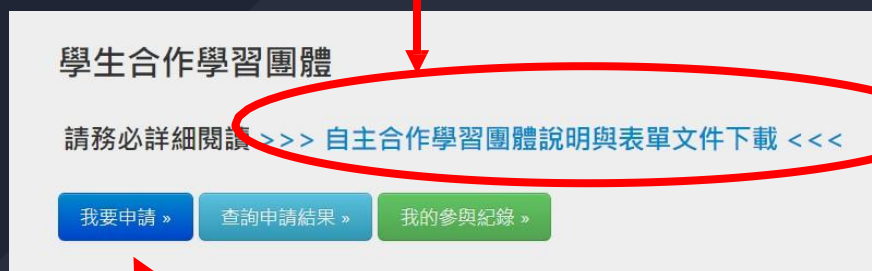 學生合作學習團體
請務必詳細閱讀 >>> 自主合作學習團體說明與表單文件下載 <<<
我要申請 » 查詢申請結果 » 我的參與紀錄 »